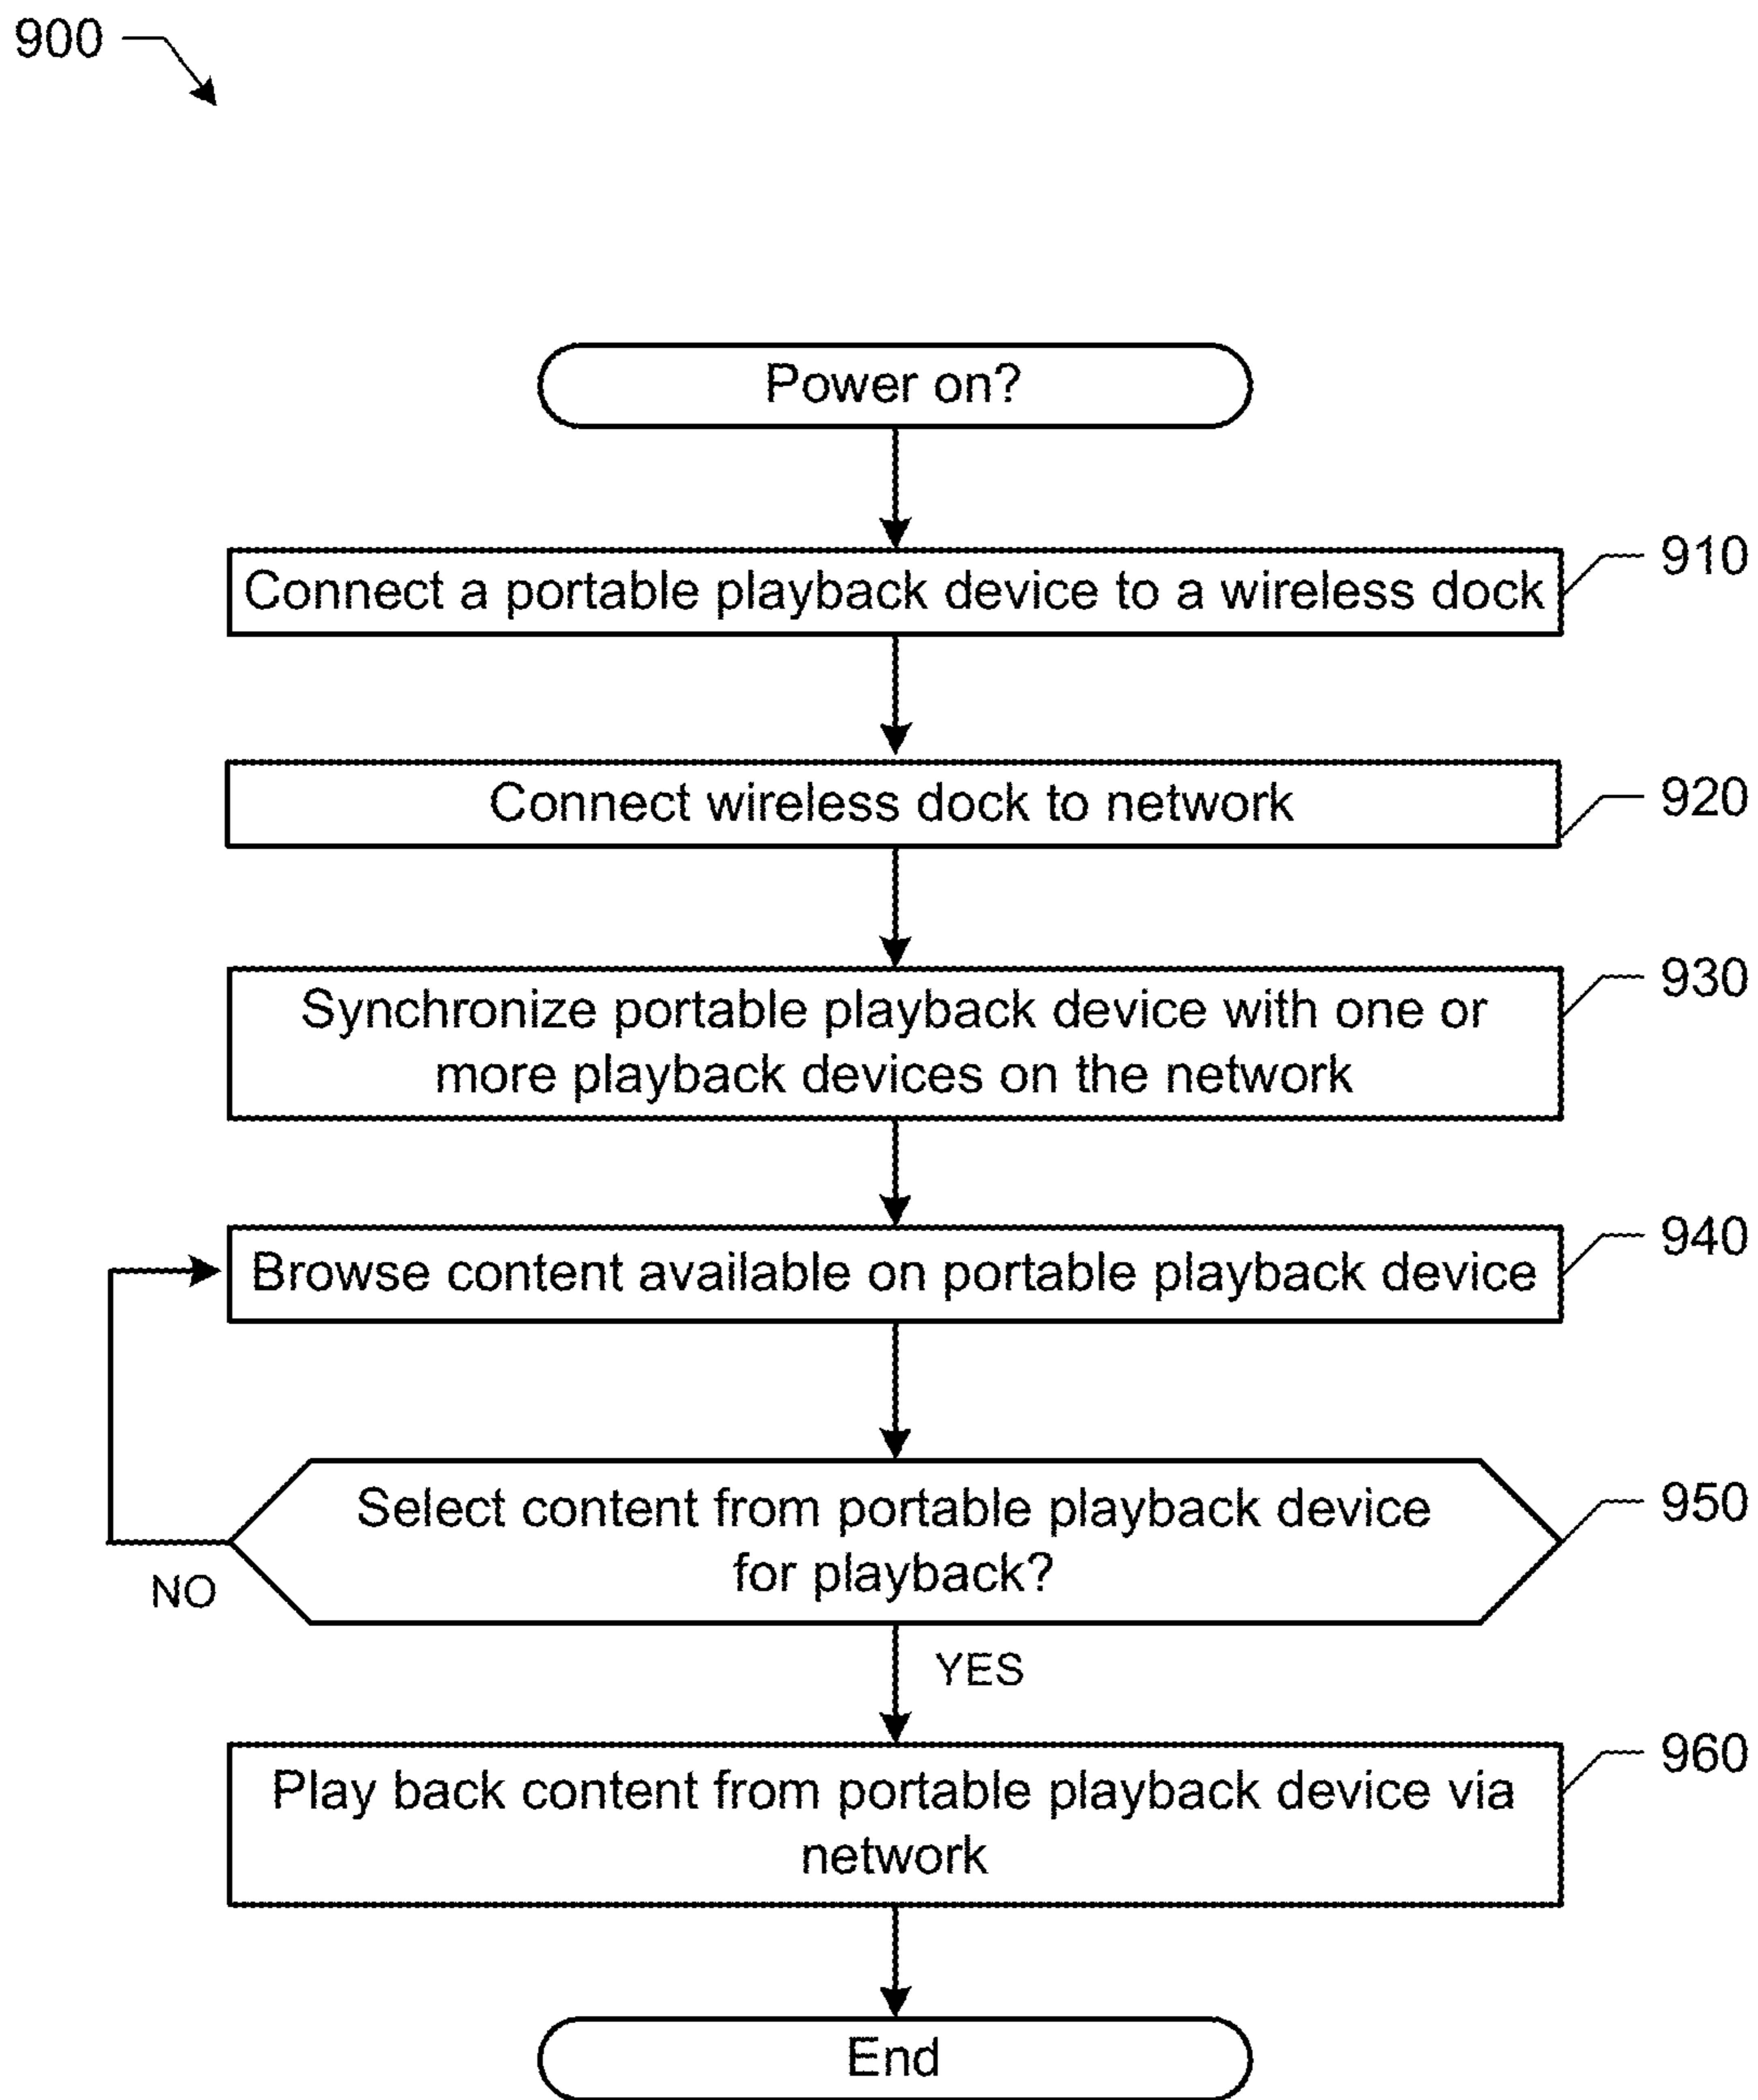 900
Power on?
Connect a portable playback device to a wireless dock
910
Connect wireless dock to network
920
Synchronize portable playback device with one or
more playback devices on the network
930
Browse content available on portable playback device
940
Select content from portable playback device
for playback?
950
NO
YES
Play back content from portable playback device via
network
960
End